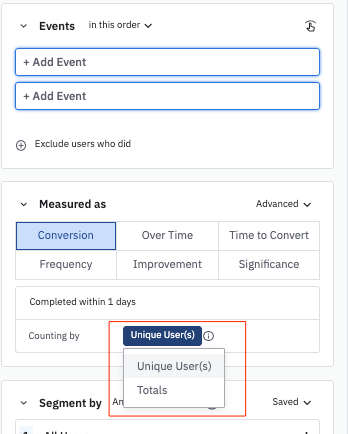 Events in this order
+ Add Event
+ Add Event
Exclude users who did
Measured as Advanced
Conversion Over Time Time to Convert
Frequency Improvement Significance
Completed within 1 days
Counting by Unique User(s)
Unique User(s)
Totals
Segment by Saved